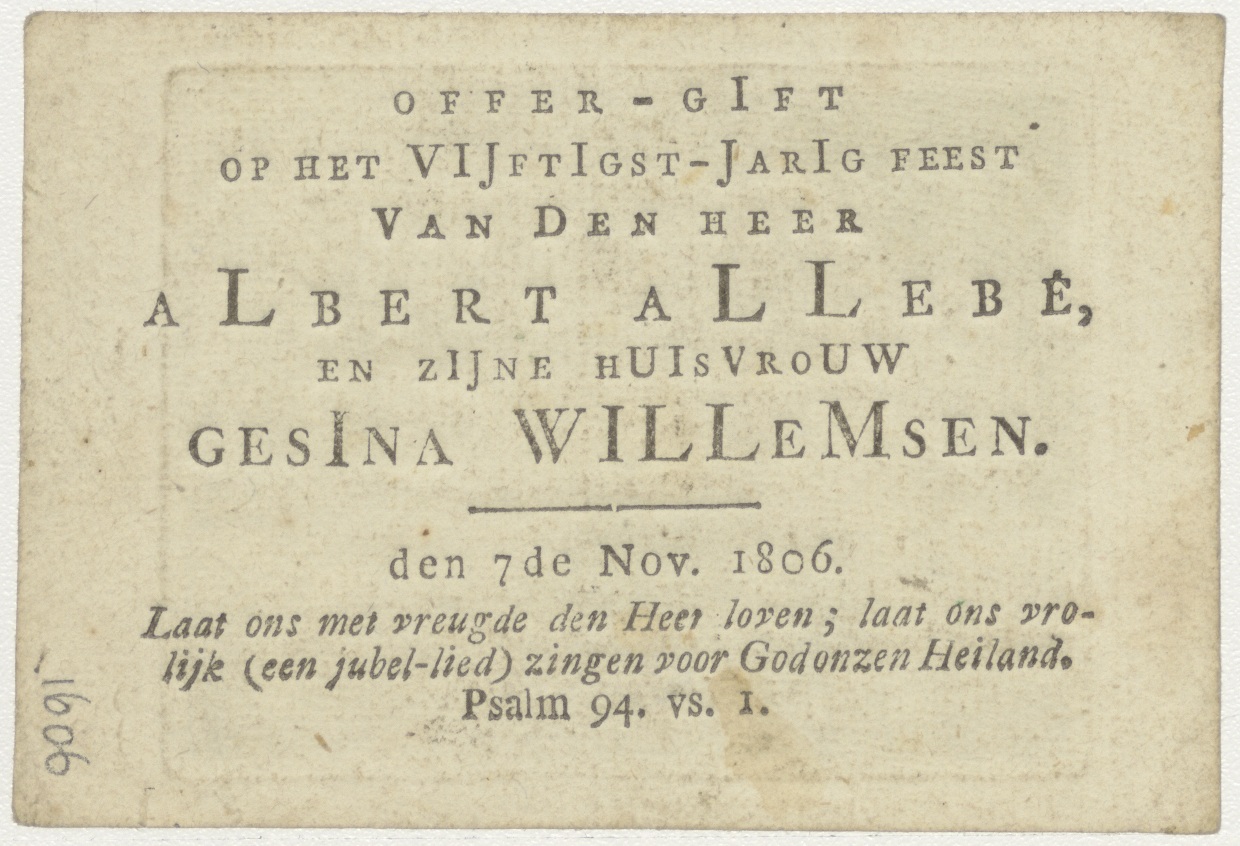 OFFER-GIFT
OP HET VIJFTIGST-JARIG FEEST
VAN DEN HEER
ALBERT ALLEBÉ,
EN ZIJNE HUISVROUW
GESINA WILLEMSEN.
den 7de Nov. 1806.
Laat ons met vreugde den Heer loven; laat ons vro-
lijk (een jubel-lied) zingen voor God onzen Heiland.
Psalm 94. vs. 1.
1606